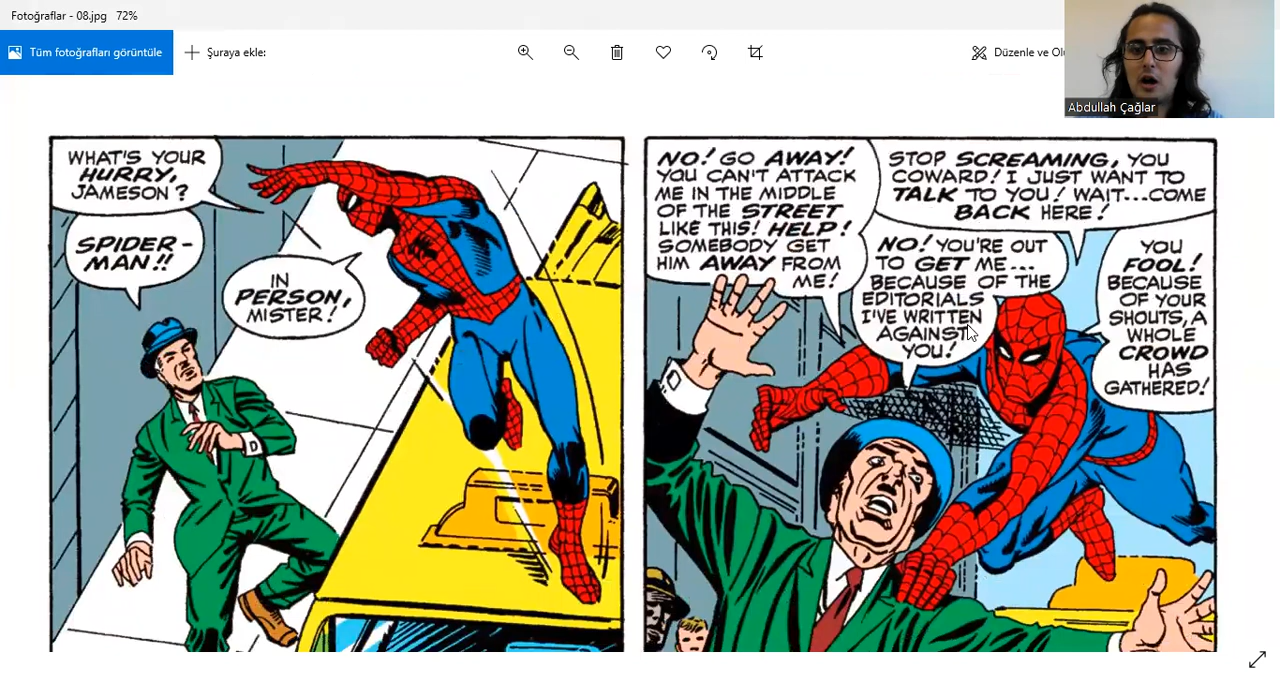 Fotoğraflar - 08.jpg 72%
Tüm fotoğrafları görüntüle
Şuraya ekle:
Düzenle ve Olu
Abdullah Çağlar
WHAT'S YOUR
HURRY,
JAMESON?
SPIDER-
MAN!!
IN
PERSON,
MISTER!
NO! GO AWAY!
YOU CAN'T ATTACK
ME IN THE MIDDLE
OF THE STREET
LIKE THIS! HELP!
SOMEBODY GET
HIM AWAY FROM
ME!
STOP SCREAMING, YOU
COWARD! I JUST WANT TO
TALK TO YOU! WAIT...COME
BACK HERE!
NO! YOU'RE OUT
TO GET ME...
BECAUSE OF THE
EDITORIALS
I'VE WRITTEN
AGAINST
YOU!
YOU
FOOL!
BECAUSE
OF YOUR
SHOUTS, A
WHOLE
CROWD
HAS
GATHERED!